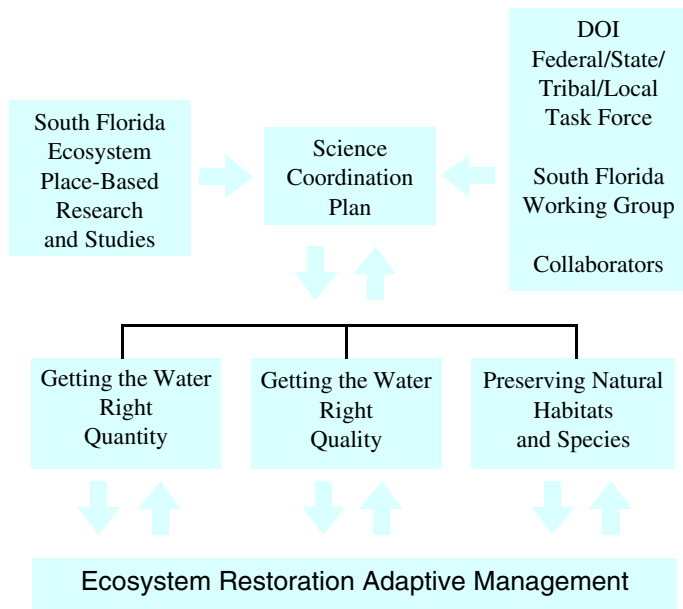 South Florida
Ecosystem
Place-Based
Research
and Studies
Science
Coordination
Plan
DOI
Federal/State/
Tribal/Local
Task Force
South Florida
Working Group
Collaborators
Getting the Water
Right
Quantity
Getting the Water
Right
Quality
Preserving Natural
Habitats
and Species
Ecosystem Restoration Adaptive Management